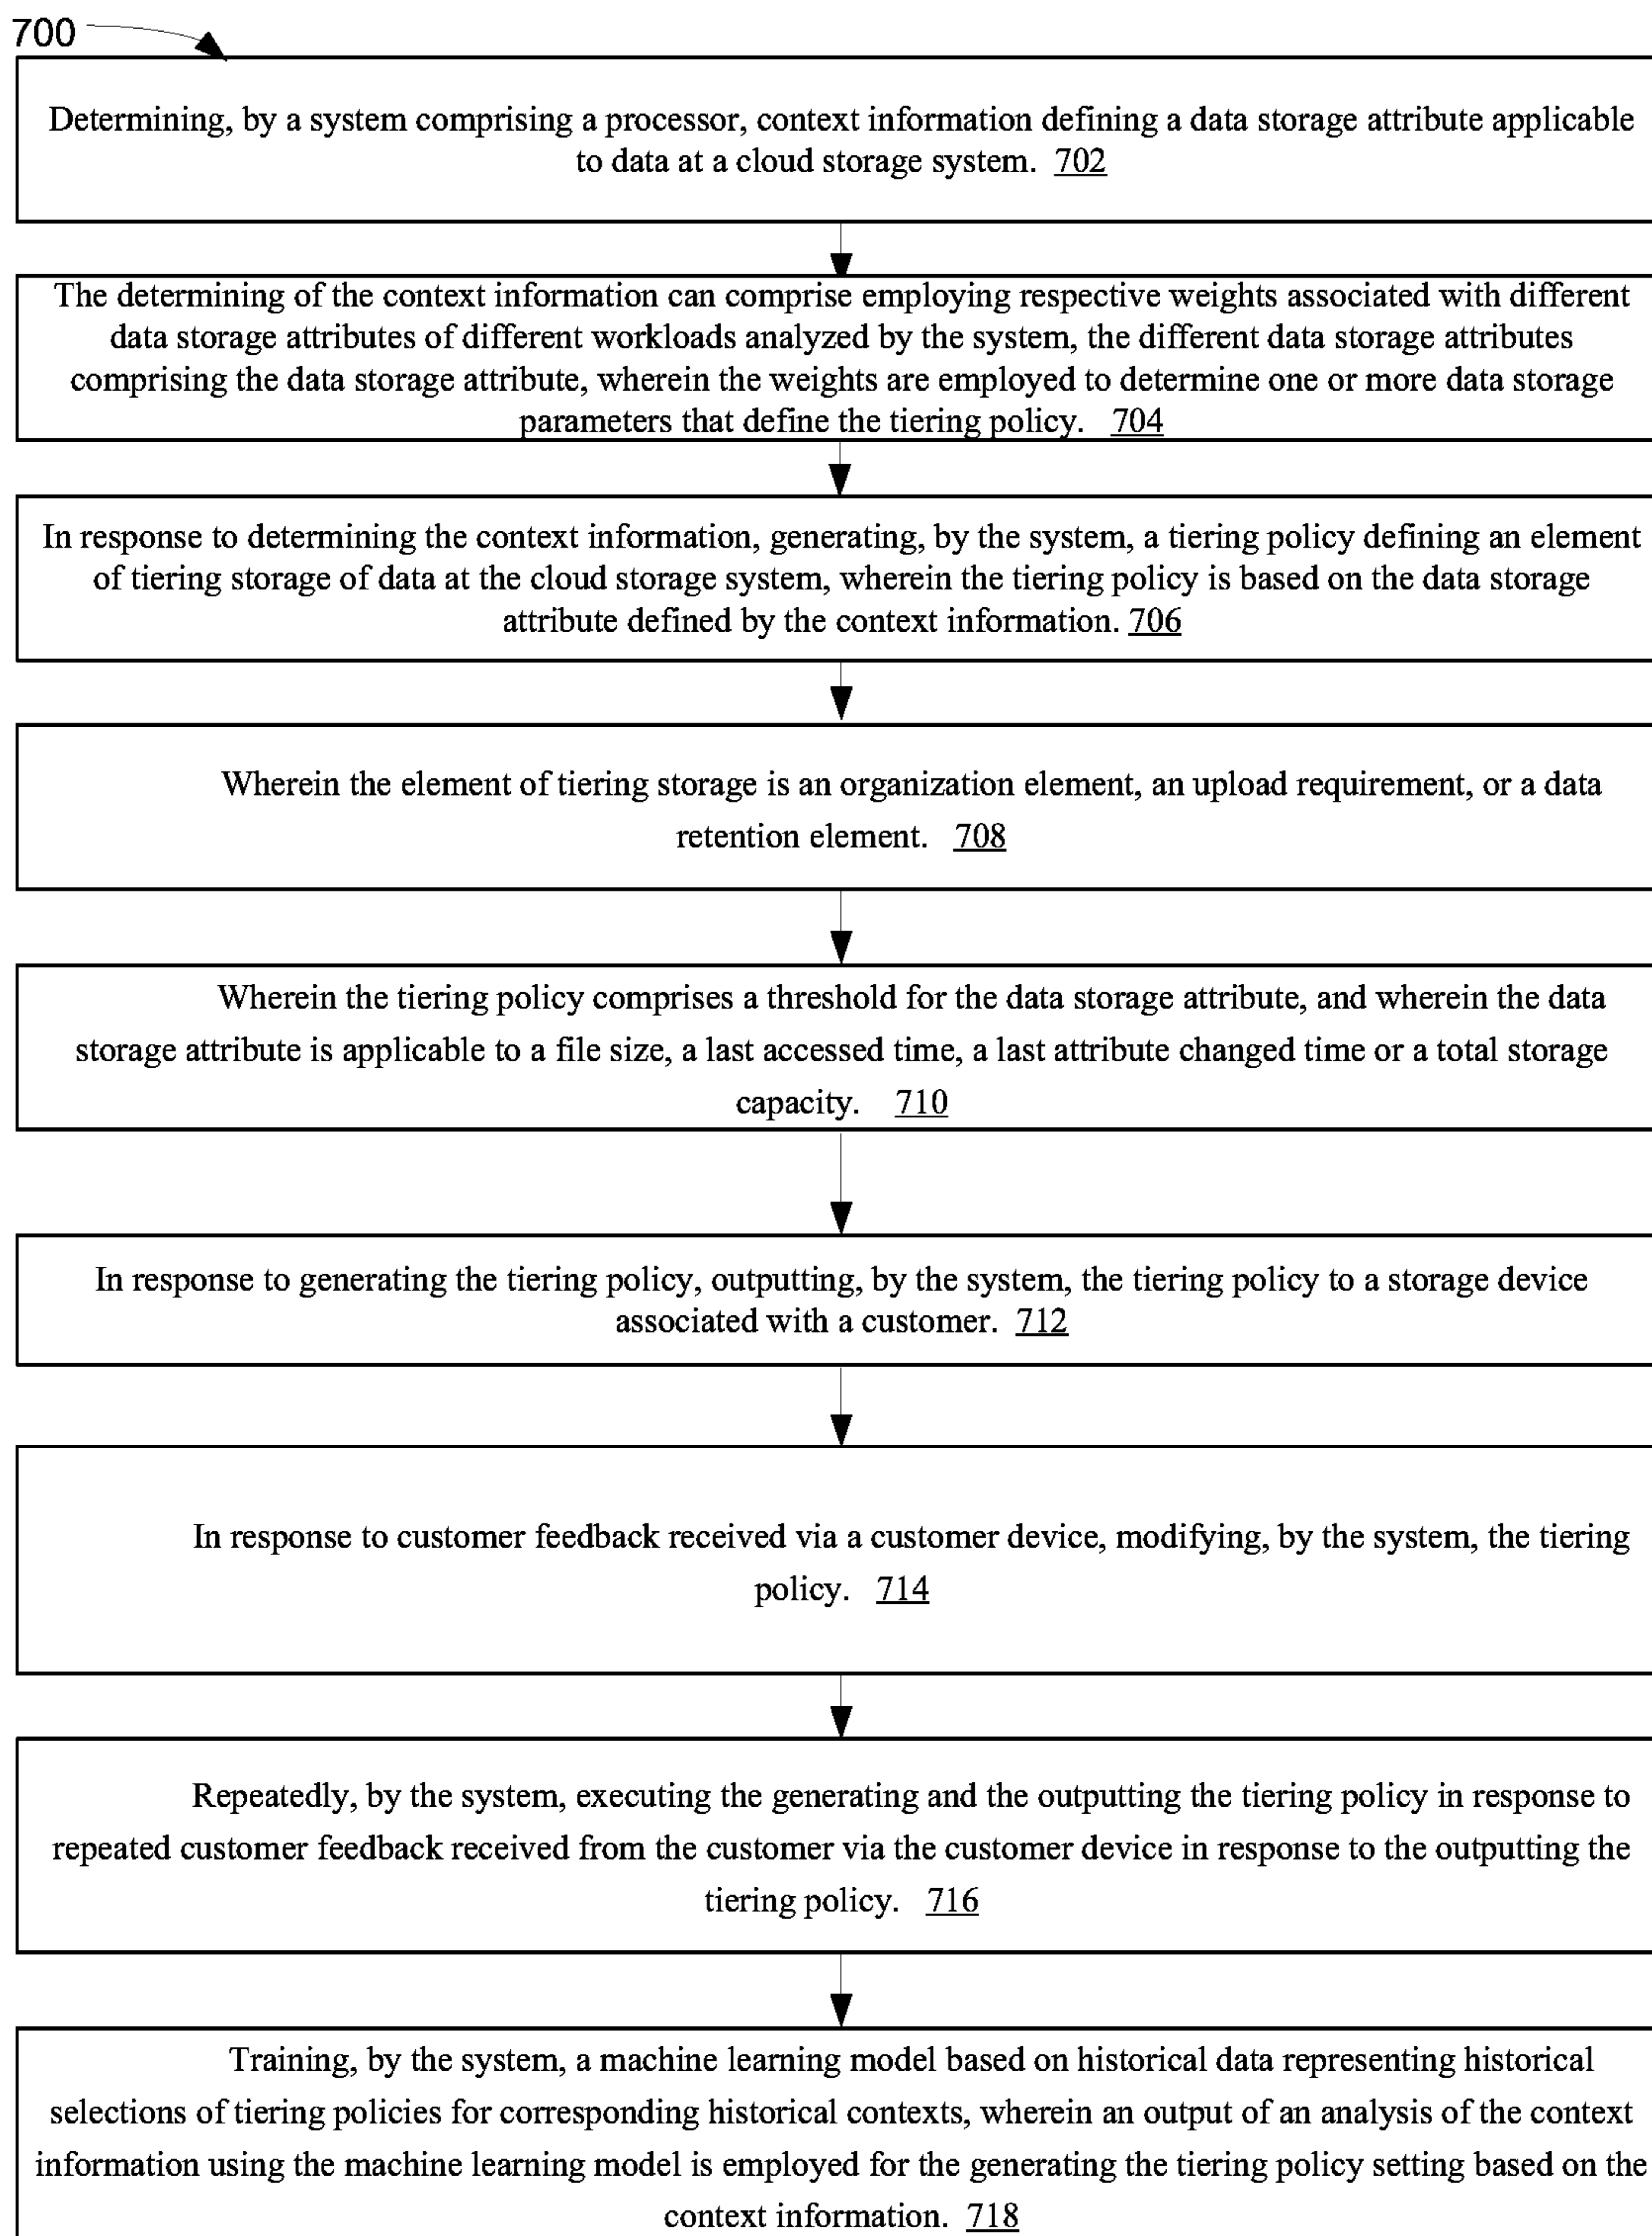 700
Determining, by a system comprising a processor, context information defining a data storage attribute applicable
to data at a cloud storage system. 702
The determining of the context information can comprise employing respective weights associated with different
data storage attributes of different workloads analyzed by the system, the different data storage attributes
comprising the data storage attribute, wherein the weights are employed to determine one or more data storage
parameters that define the tiering policy. 704
In response to determining the context information, generating, by the system, a tiering policy defining an element
of tiering storage of data at the cloud storage system, wherein the tiering policy is based on the data storage
attribute defined by the context information. 706
Wherein the element of tiering storage is an organization element, an upload requirement, or a data
retention element. 708
Wherein the tiering policy comprises a threshold for the data storage attribute, and wherein the data
storage attribute is applicable to a file size, a last accessed time, a last attribute changed time or a total storage
capacity. 710
In response to generating the tiering policy, outputting, by the system, the tiering policy to a storage device
associated with a customer. 712
In response to customer feedback received via a customer device, modifying, by the system, the tiering
policy. 714
Repeatedly, by the system, executing the generating and the outputting the tiering policy in response to
repeated customer feedback received from the customer via the customer device in response to the outputting the
tiering policy. 716
Training, by the system, a machine learning model based on historical data representing historical
selections of tiering policies for corresponding historical contexts, wherein an output of an analysis of the context
information using the machine learning model is employed for the generating the tiering policy setting based on the
context information. 718